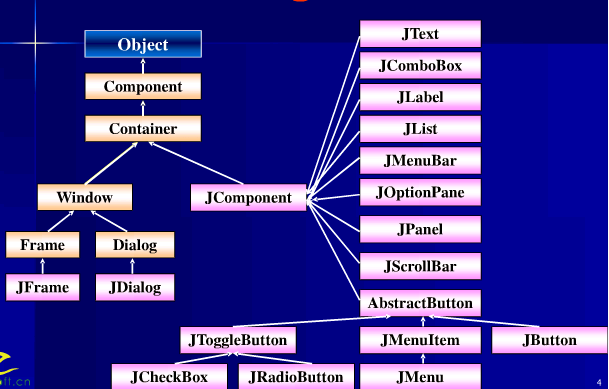 Object
Component
Container
Window
JComponent
Frame
Dialog
JFrame
JDialog
JText
JComboBox
JLabel
JList
JMenuBar
JOptionPane
JPanel
JScrollBar
AbstractButton
JToggleButton
JMenuItem
JButton
JCheckBox
JRadioButton
JMenu
4